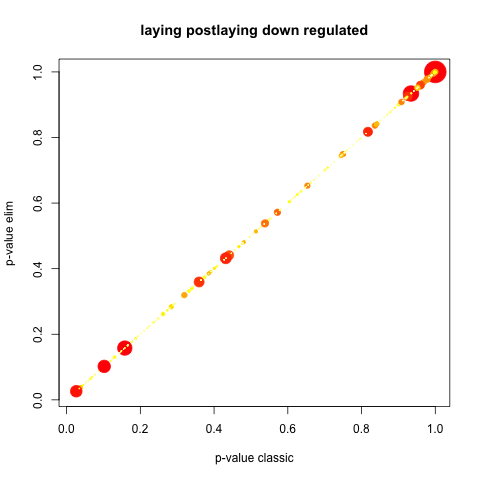 laying postlaying down regulated
1.0
0.8
0.6
0.4
0.2
0.0
p-value elim
0.0 0.2 0.4 0.6 0.8 1.0
p-value classic